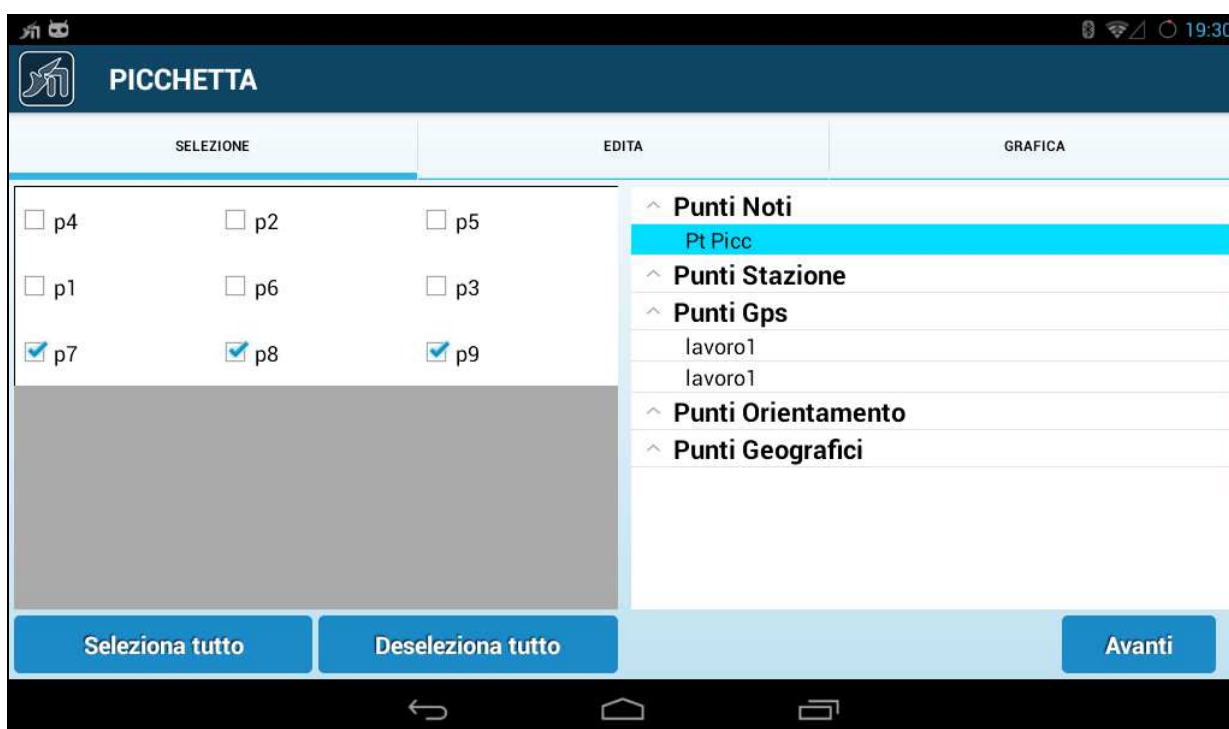 19:30
PICCHETTA
SELEZIONE EDITA GRAFICA
p4 p2 p5
p1 p6 p3
p7 p8 p9
Punti Noti
Pt Picc
Punti Stazione
Punti Gps
lavoro1
lavoro1
Punti Orientamento
Punti Geografici
Seleziona tutto Deseleziona tutto Avanti